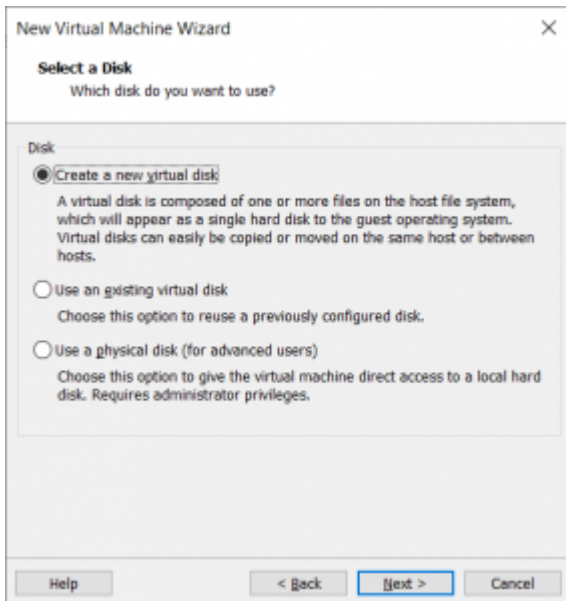 New Virtual Machine Wizard
Select a Disk
Which disk do you want to use?
Disk
Create a new virtual disk
A virtual disk is composed of one or more files on the host file system,
which will appear as a single hard disk to the guest operating system.
Virtual disks can easily be copied or moved on the same host or between
hosts.
Use an existing virtual disk
Choose this option to reuse a previously configured disk.
Use a physical disk (for advanced users)
Choose this option to give the virtual machine direct access to a local hard
disk. Requires administrator privileges.
Help < Back Next > Cancel